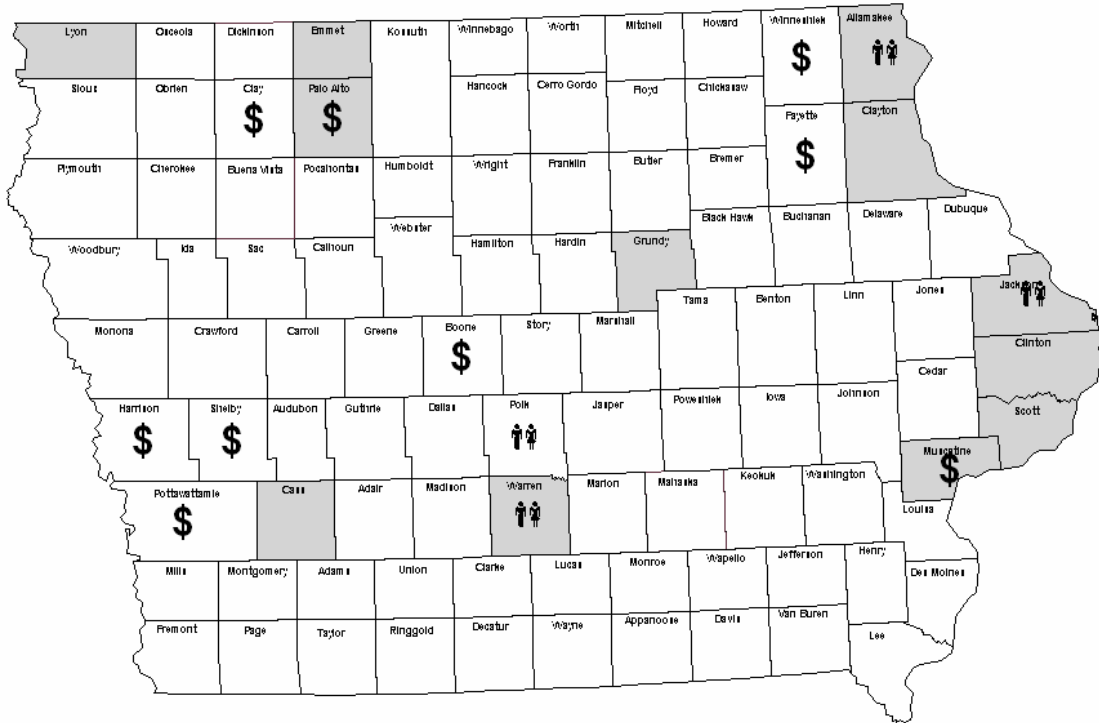 Lyon
Osceola
Dickinson
Emmet
Kossuth
Winnebago
Worth
Mitchell
Howard
Winneshiek
$
Allamakee
Sioux
Obrien
Clay
$
Palo Alto
$
Hancock
Cerro Gordo
Floyd
Chickasaw
Fayette
$
Clayton
Plymouth
Cherokee
Buena Vista
Pocahontas
Humboldt
Wright
Franklin
Butler
Bremer
Woodbury
Ida
Sac
Calhoun
Webster
Hamilton
Hardin
Grundy
Black Hawk
Buchanan
Delaware
Dubuque
Monona
Crawford
Carroll
Greene
Boone
$
Story
Marshall
Tama
Benton
Linn
Jones
Jackson
Clinton
Cedar
Scott
Harrison
$
Shelby
$
Audubon
Guthrie
Dallas
Polk
Jasper
Poweshiek
Iowa
Johnson
Muscatine
$
Pottawattamie
$
Cass
Adair
Madison
Warren
Marion
Mahaska
Keokuk
Washington
Louisa
Mills
Montgomery
Adams
Union
Clarke
Lucas
Monroe
Wapello
Jefferson
Henry
Des Moines
Fremont
Page
Taylor
Ringgold
Decatur
Wayne
Appanoose
Davis
Van Buren
Lee